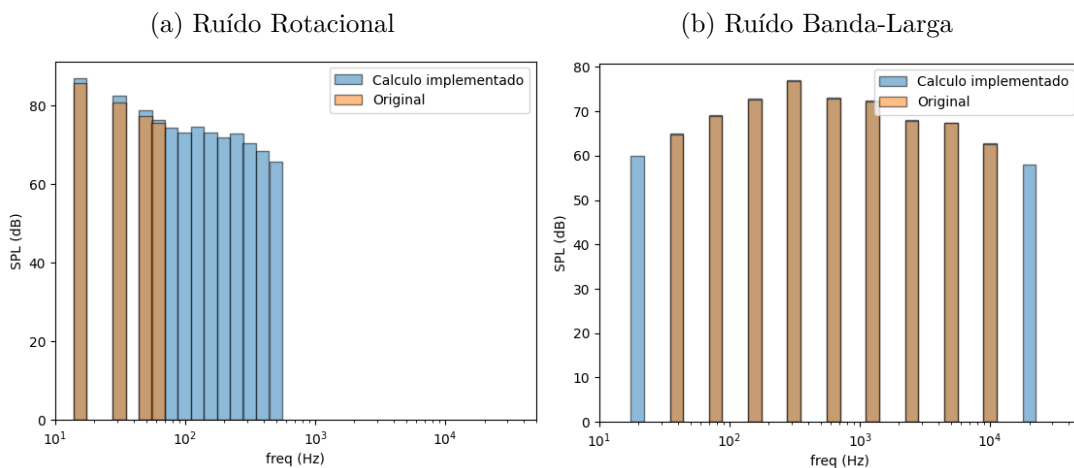 (a) Ruído Rotacional
(b) Ruído Banda-Larga
Calculo implementado
Original
SPL (dB)
80
60
40
20
0
10^1
10^2
10^3
10^4
freq (Hz)
Calculo implementado
Original
SPL (dB)
80
70
60
50
40
30
20
10
0
10^1
10^2
10^3
10^4
freq (Hz)